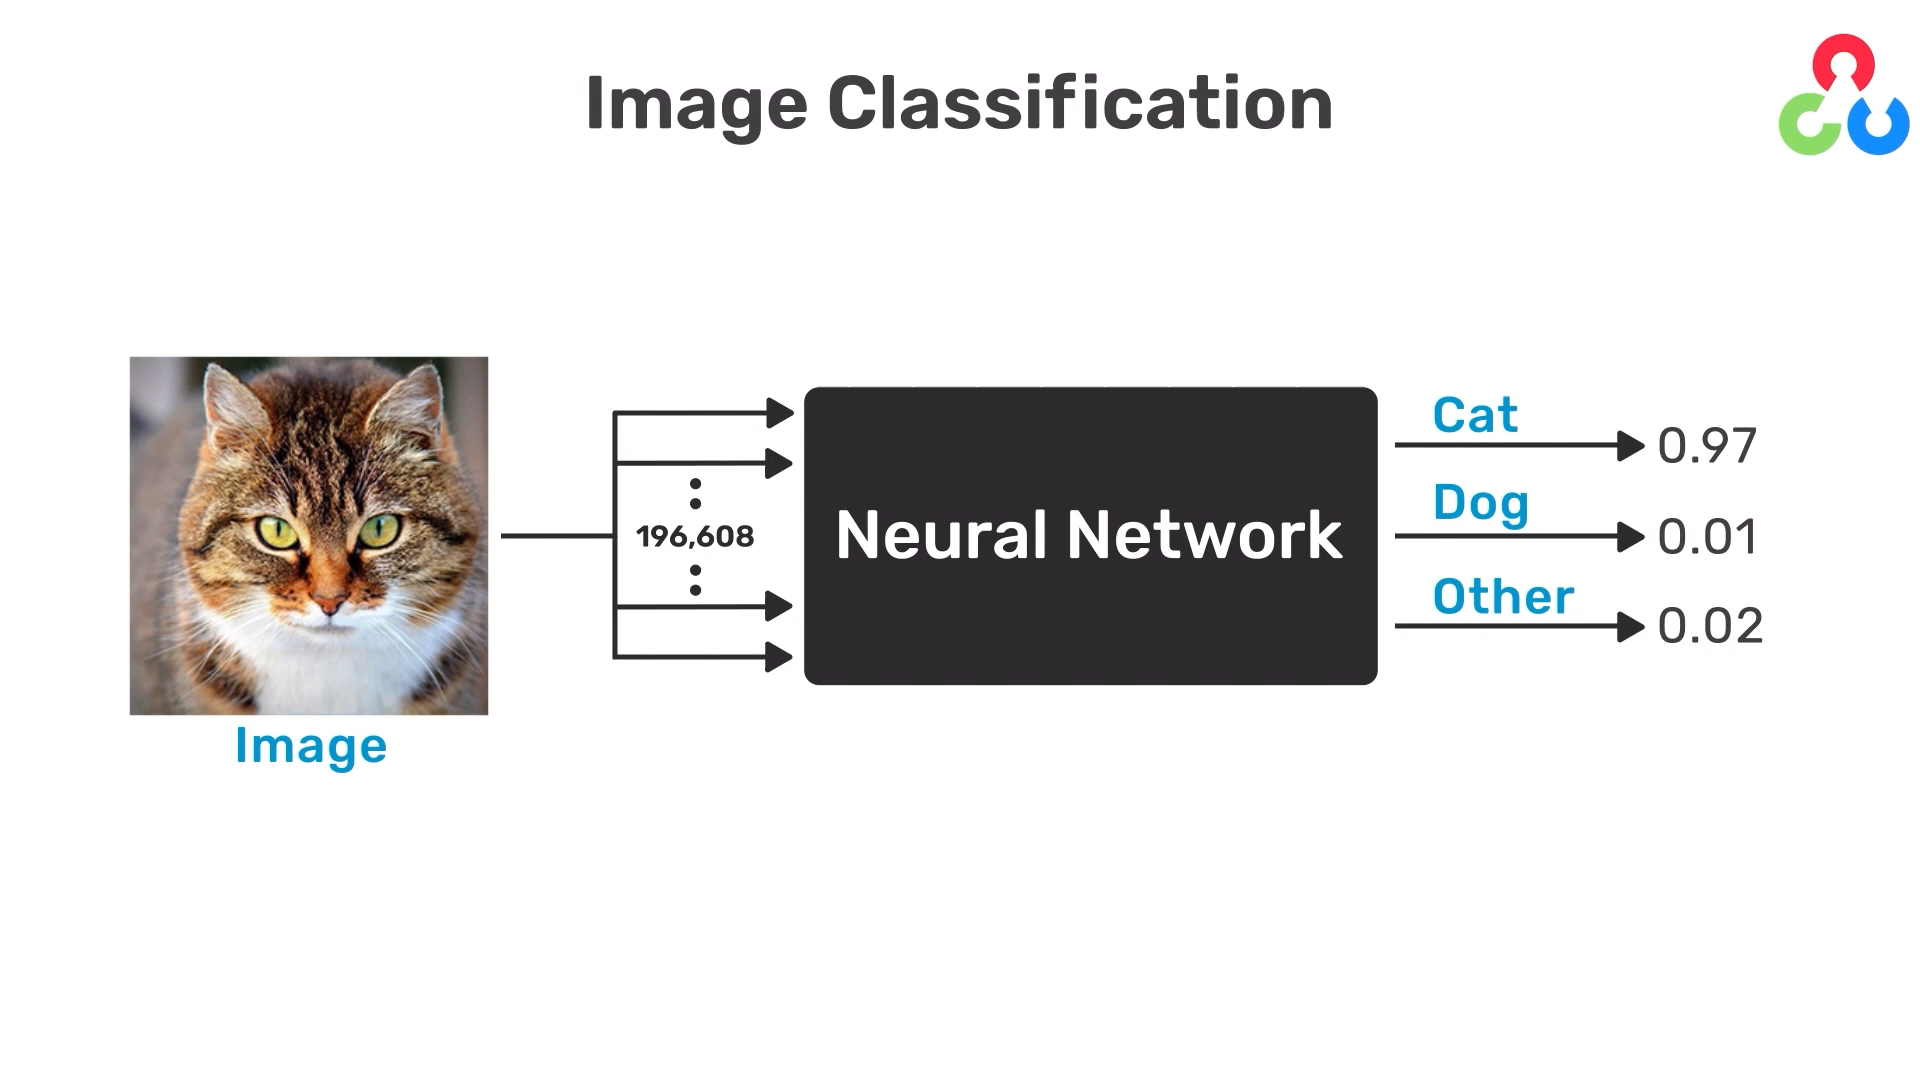 Image Classification
Cat
0.97
Dog
196,608
Neural Network
0.01
Other
0.02
Image